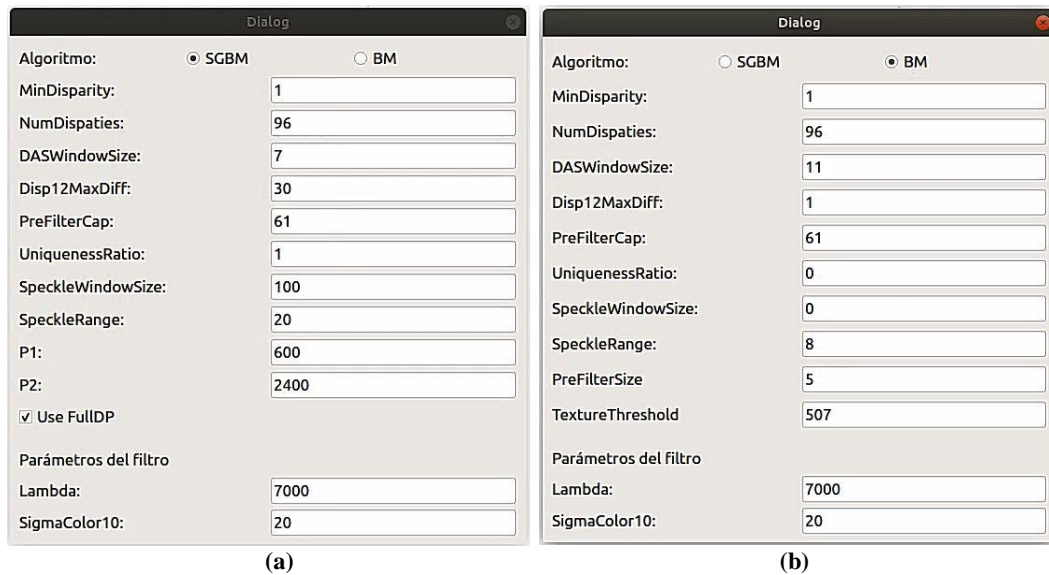 Dialog
Algoritmo: SGBM BM
MinDisparity: 1
NumDispaties: 96
DASWindowSize: 7
Disp12MaxDiff: 30
PreFilterCap: 61
UniquenessRatio: 1
SpeckleWindowSize: 100
SpeckleRange: 20
P1: 600
P2: 2400
Use FullDP
Parámetros del filtro
Lambda: 7000
SigmaColor10: 20
(a)
Dialog
Algoritmo: SGBM BM
MinDisparity: 1
NumDispaties: 96
DASWindowSize: 11
Disp12MaxDiff: 1
PreFilterCap: 61
UniquenessRatio: 0
SpeckleWindowSize: 0
SpeckleRange: 8
PreFilterSize 5
TextureThreshold 507
Parámetros del filtro
Lambda: 7000
SigmaColor10: 20
(b)